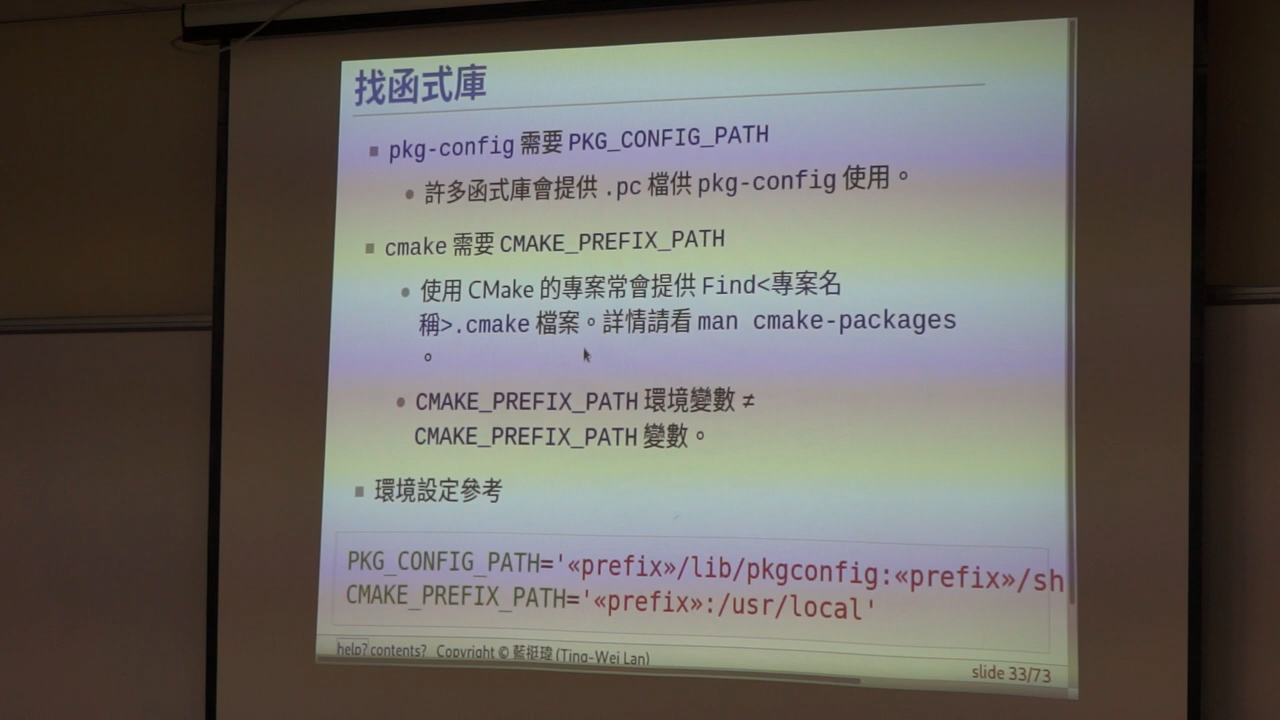 找函式庫
pkg-config 需要 PKG_CONFIG_PATH
許多函式庫會提供 .pc 檔供 pkg-config 使用。
cmake 需要 CMAKE_PREFIX_PATH
使用 CMake 的專案常會提供 Find<專案名
稱>.cmake 檔案。詳情請看 man cmake-packages
。
CMAKE_PREFIX_PATH 環境變數 ≠
CMAKE_PREFIX_PATH 變數。
環境設定參考
PKG_CONFIG_PATH='«prefix»/lib/pkgconfig:«prefix»/sh
CMAKE_PREFIX_PATH='«prefix»:/usr/local'
help? contents? Copyright © 藍挺瑋 (Ting-Wei Lan)
slide 33/73